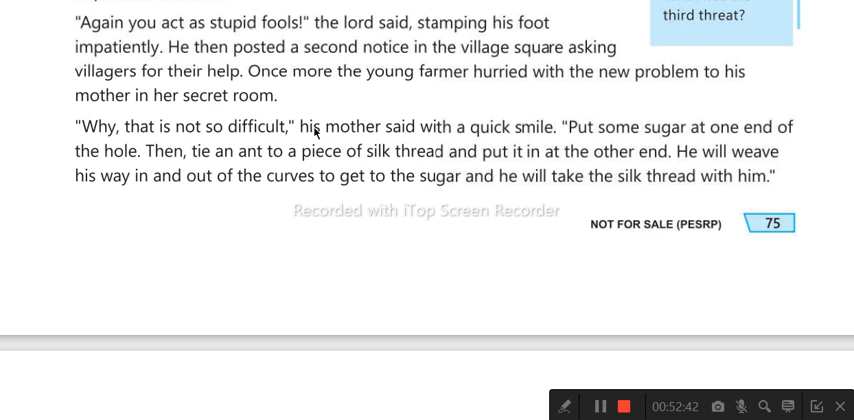 third threat?
"Again you act as stupid fools!" the lord said, stamping his foot
impatiently. He then posted a second notice in the village square asking
villagers for their help. Once more the young farmer hurried with the new problem to his
mother in her secret room.
"Why, that is not so difficult," his mother said with a quick smile. "Put some sugar at one end of
the hole. Then, tie an ant to a piece of silk thread and put it in at the other end. He will weave
his way in and out of the curves to get to the sugar and he will take the silk thread with him."
Recorded with iTop Screen Recorder
NOT FOR SALE (PESRP)
75
00:52:42